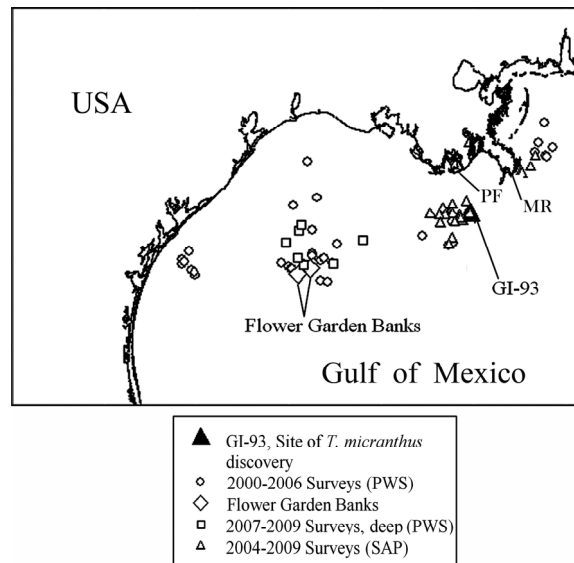 USA
PF
MR
GI-93
Flower Garden Banks
Gulf of Mexico
GI-93, Site of T. micranthus
discovery
2000-2006 Surveys (PWS)
Flower Garden Banks
2007-2009 Surveys, deep (PWS)
2004-2009 Surveys (SAP)